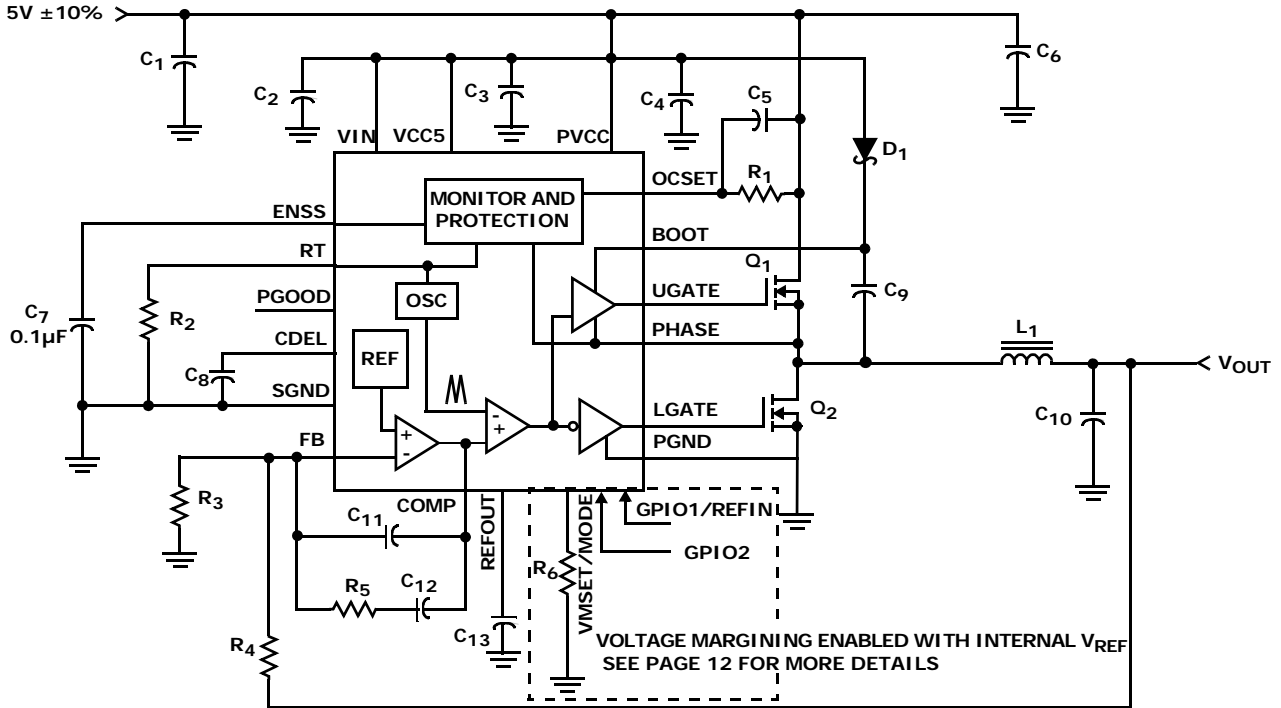 5V ±10%
C1
C2
C3
C4
C5
C6
VIN
VCC5
PVCC
D1
OCSET
R1
MONITOR AND
PROTECTION
ENSS
BOOT
RT
Q1
OSC
UGATE
C9
PGOOD
C7
0.1µF
R2
PHASE
L1
CDEL
REF
VOUT
C8
SGND
LGATE
Q2
C10
+
-
-
+
PGND
FB
R3
COMP
REFOUT
VMSET/MODE
GPIO1/REFIN
C11
GPIO2
R6
R5
C12
C13
R4
VOLTAGE MARGINING ENABLED WITH INTERNAL VREF
SEE PAGE 12 FOR MORE DETAILS